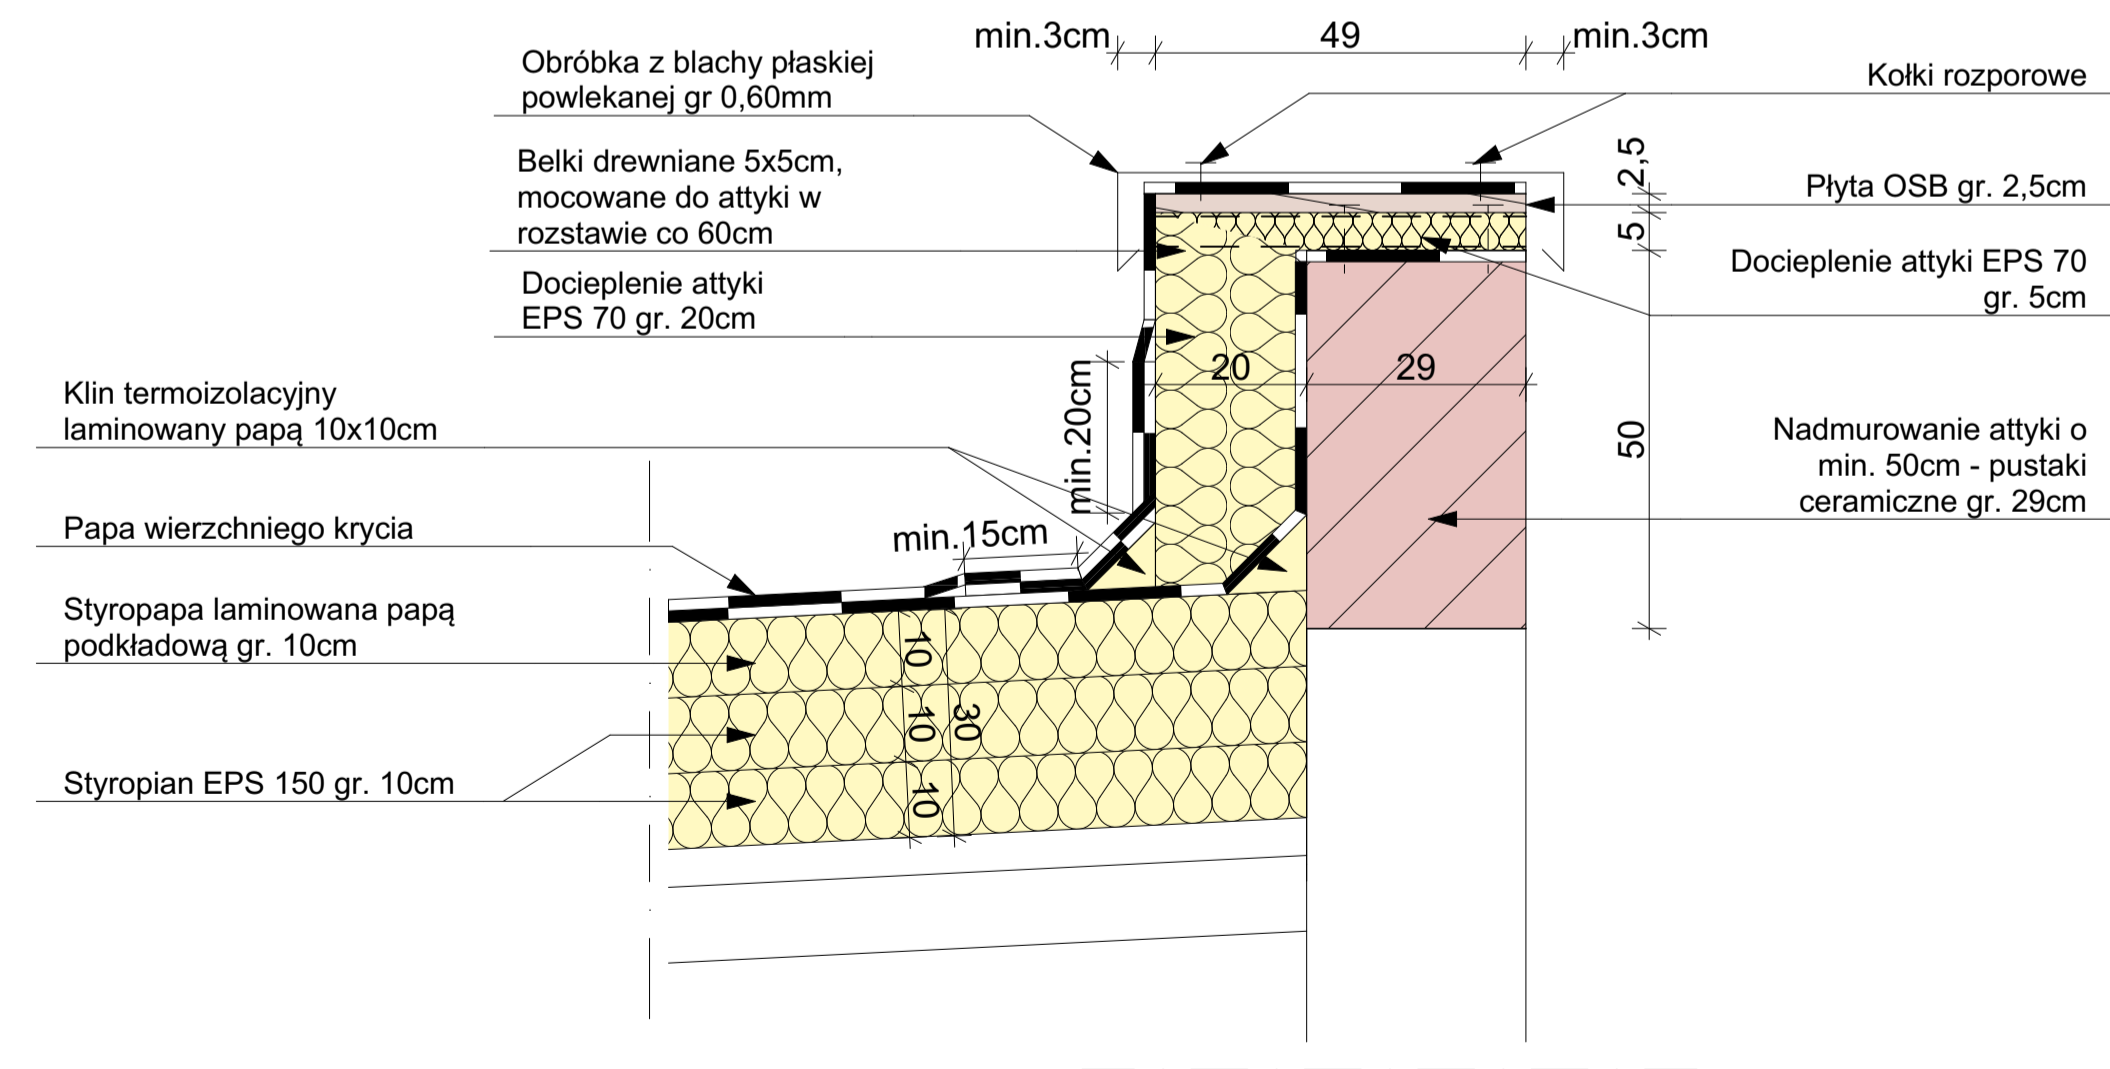 min.3cm
49
min.3cm
Obróbka z blachy płaskiej
powlekanej gr 0,60mm
Kołki rozporowe
Belki drewniane 5x5cm,
mocowane do attyki w
rozstawie co 60cm
2,5
Płyta OSB gr. 2,5cm
5
Docieplenie attyki EPS 70
gr. 5cm
Docieplenie attyki
EPS 70 gr. 20cm
20
29
min.20cm
Klin termoizolacyjny
laminowany papą 10x10cm
50
Nadmurowanie attyki o
min. 50cm - pustaki
ceramiczne gr. 29cm
Papa wierzchniego krycia
min.15cm
Styropapa laminowana papą
podkładową gr. 10cm
10
10
30
10
Styropian EPS 150 gr. 10cm